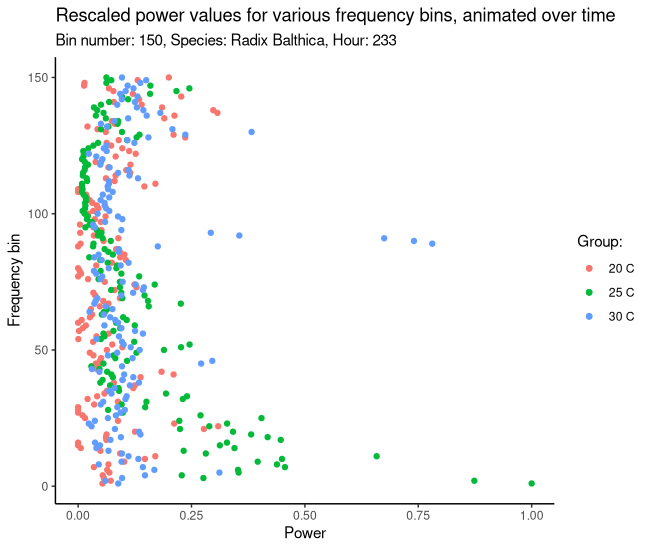 Rescaled power values for various frequency bins, animated over time
Bin number: 150, Species: Radix Balthica, Hour: 233
150
100
50
0
Frequency bin
0.00 0.25 0.50 0.75 1.00
Power
Group:
20 C
25 C
30 C